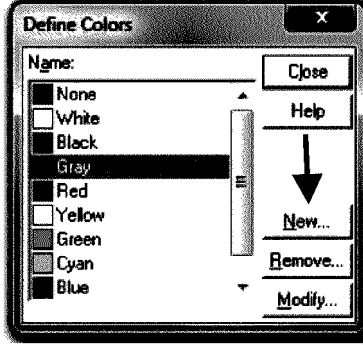 Define Colors
x
Name:
None
White
Black
Gray
Red
Yellow
Green
Cyan
Blue
Close
Help
New...
Remove...
Modify...